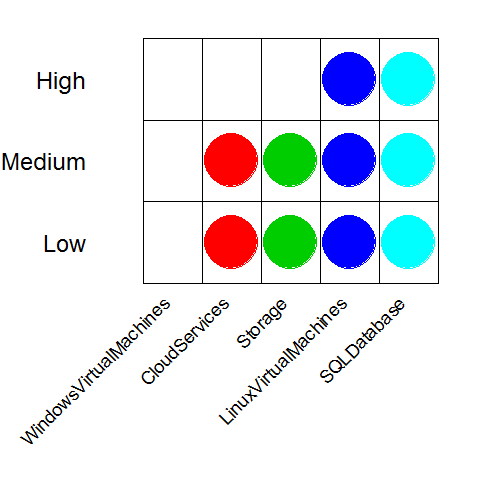 High
Medium
Low
WindowsVirtualMachines
CloudServices
Storage
LinuxVirtualMachines
SQLDatabase